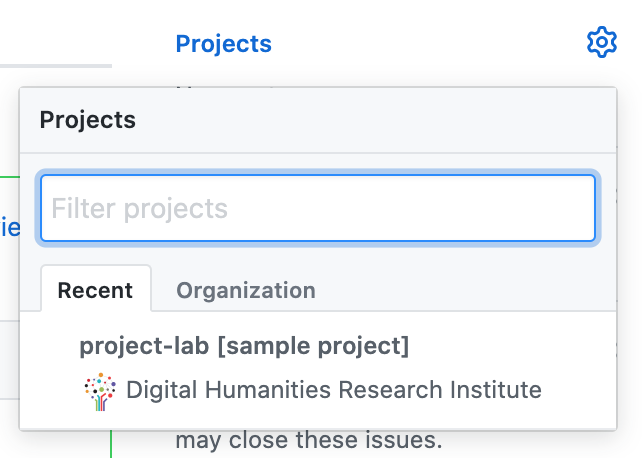 Projects
Projects
Filter projects
Recent Organization
project-lab [sample project]
Digital Humanities Research Institute
may close these issues.